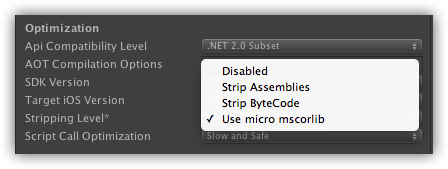 Optimization
Api Compatibility Level .NET 2.0 Subset
AOT Compilation Options
Disabled
SDK Version
Strip Assemblies
Target iOS Version
Strip ByteCode
Stripping Level*
✓ Use micro mscorlib
Script Call Optimization Slow and Safe